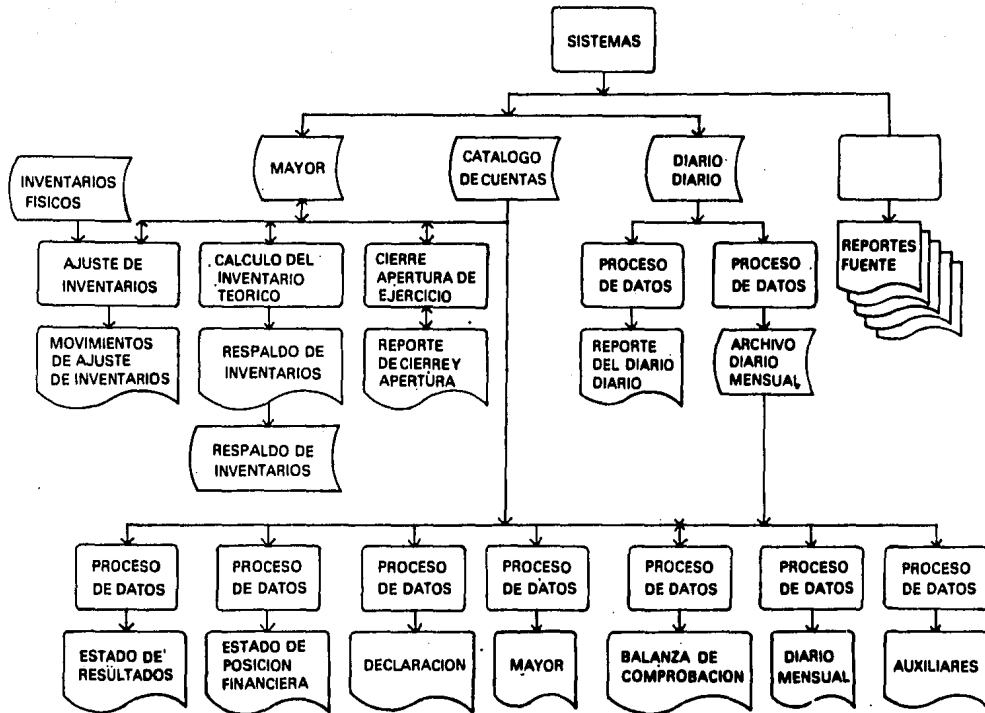 SISTEMAS
MAYOR
CATALOGO
DE CUENTAS
DIARIO
DIARIO
INVENTARIOS
FISICOS
AJUSTE DE
INVENTARIOS
CALCULO DEL
INVENTARIO
TEORICO
CIERRE
APERTURA DE
EJERCICIO
PROCESO
DE DATOS
PROCESO
DE DATOS
REPORTES
FUENTE
MOVIMIENTOS
DE AJUSTE
DE INVENTARIOS
RESPALDO DE
INVENTARIOS
REPORTE
DE CIERRE Y
APERTURA
REPORTE
DEL DIARIO
DIARIO
ARCHIVO
DIARIO
MENSUAL
RESPALDO DE
INVENTARIOS
PROCESO
DE DATOS
PROCESO
DE DATOS
PROCESO
DE DATOS
PROCESO
DE DATOS
PROCESO
DE DATOS
PROCESO
DE DATOS
PROCESO
DE DATOS
ESTADO DE
RESULTADOS
ESTADO DE
POSICION
FINANCIERA
DECLARACION
MAYOR
BALANZA DE
COMPROBACION
DIARIO
MENSUAL
AUXILIARES